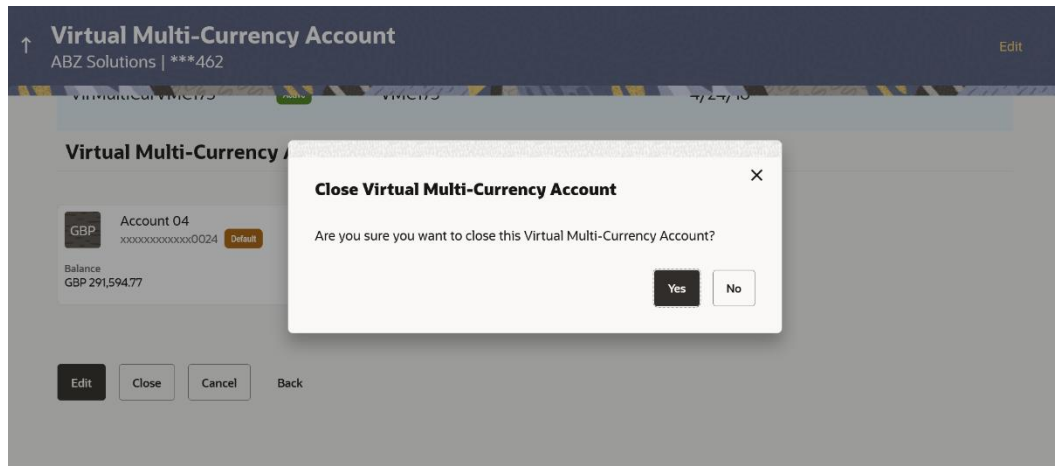 Virtual Multi-Currency Account
ABZ Solutions | ***462
Edit
Virtual Multi-Currency
Close Virtual Multi-Currency Account
Are you sure you want to close this Virtual Multi-Currency Account?
Yes No
GBP
Account 04
xxxxxxxxxxxx0024 Default
Balance
GBP 291,594.77
Edit Close Cancel Back